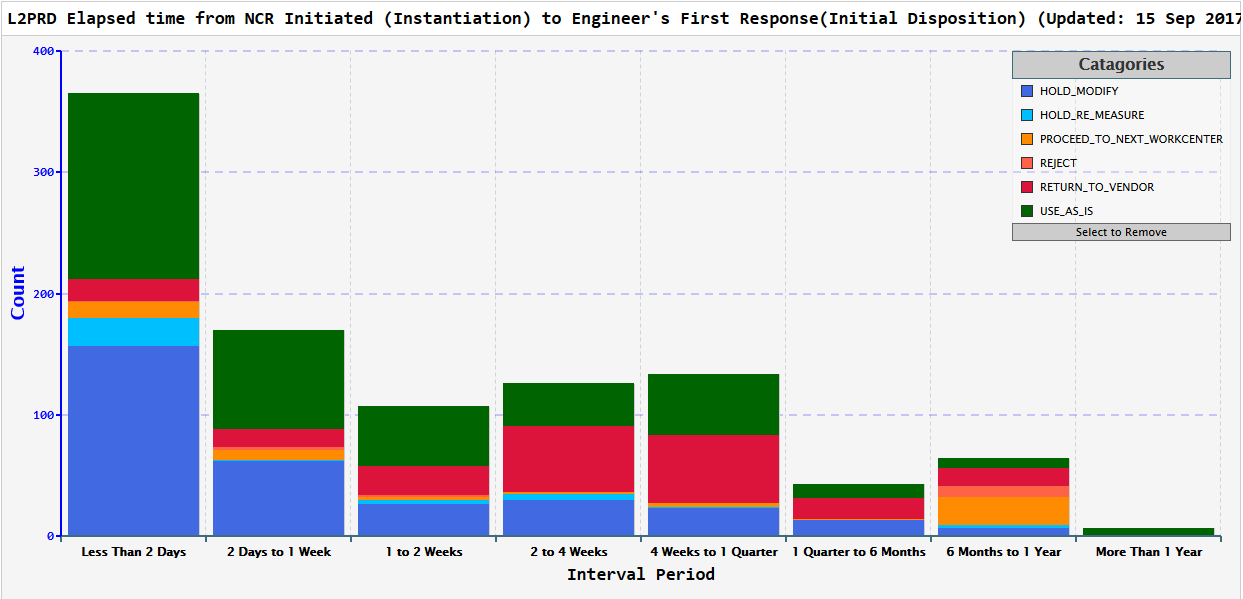 L2PRD Elapsed time from NCR Initiated (Instantiation) to Engineer's First Response(Initial Disposition) (Updated: 15 Sep 2017
400
300
200
100
0
Count
Catagories
HOLD_MODIFY
HOLD_RE_MEASURE
PROCEED_TO_NEXT_WORKCENTER
REJECT
RETURN_TO_VENDOR
USE_AS_IS
Select to Remove
Less Than 2 Days
2 Days to 1 Week
1 to 2 Weeks
2 to 4 Weeks
4 Weeks to 1 Quarter
1 Quarter to 6 Months
6 Months to 1 Year
More Than 1 Year
Interval Period